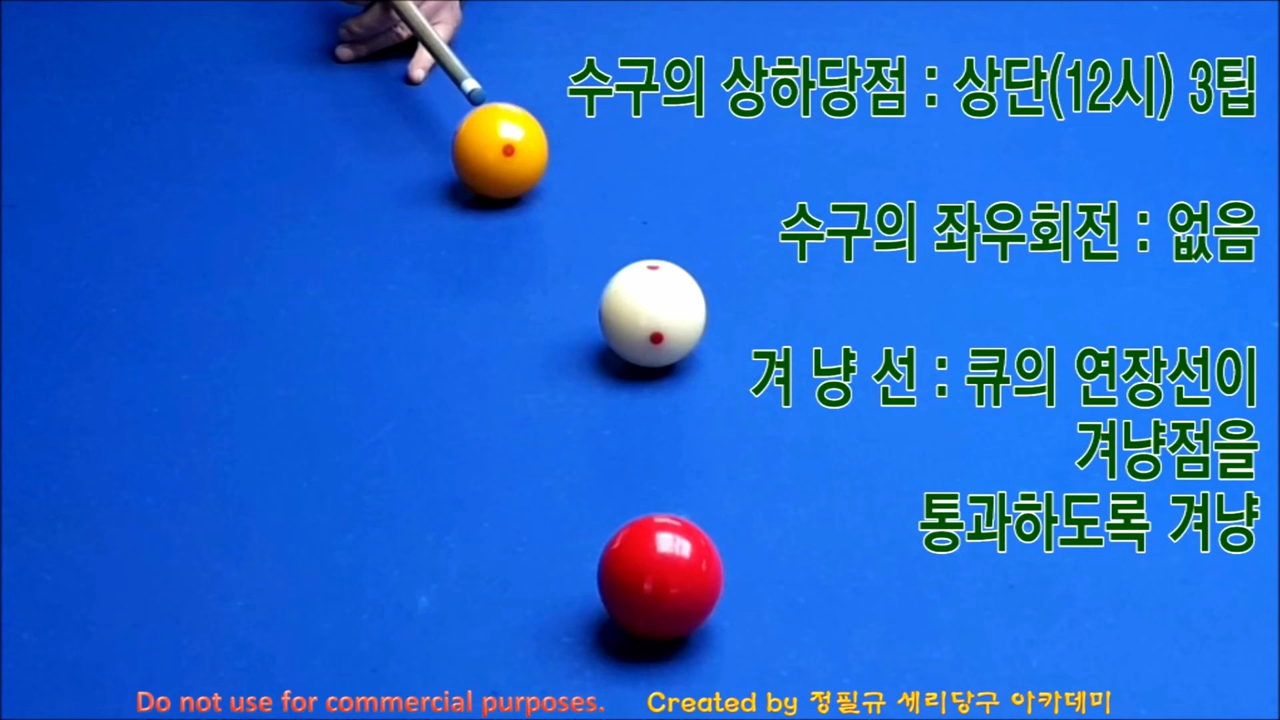 수구의 상하당점 : 상단(12시) 3팁
수구의 좌우회전 : 없음
겨 냥 선 : 큐의 연장선이
겨냥점을
통과하도록 겨냥
Do not use for commercial purposes. Created by 정필규 세리당구 아카데미